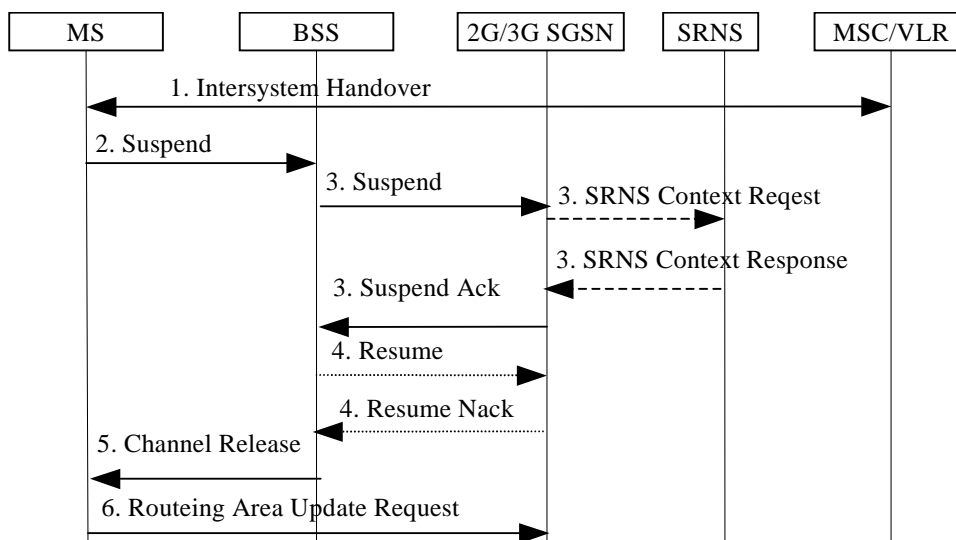 MS
BSS
2G/3G SGSN
SRNS
MSC/VLR
1. Intersystem Handover
2. Suspend
3. Suspend
3. SRNS Context Reqest
3. SRNS Context Response
3. Suspend Ack
4. Resume
4. Resume Nack
5. Channel Release
6. Routeing Area Update Request